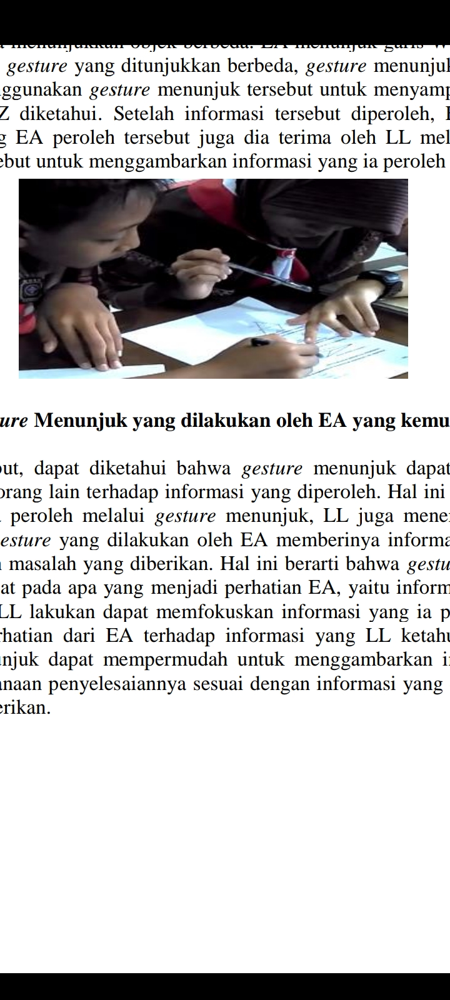 menunjukkan objek berbeda. EA menunjuk garis W
gesture yang ditunjukkan berbeda, gesture menunjuk
ggunakan gesture menunjuk tersebut untuk menyamp
Z diketahui. Setelah informasi tersebut diperoleh, E
g EA peroleh tersebut juga dia terima oleh LL mel
ebut untuk menggambarkan informasi yang ia peroleh
ure Menunjuk yang dilakukan oleh EA yang kemu
out, dapat diketahui bahwa gesture menunjuk dapat
orang lain terhadap informasi yang diperoleh. Hal ini
peroleh melalui gesture menunjuk, LL juga mene
esture yang dilakukan oleh EA memberinya informa
masalah yang diberikan. Hal ini berarti bahwa gestu
at pada apa yang menjadi perhatian EA, yaitu inform
LL lakukan dapat memfokuskan informasi yang ia p
rhatian dari EA terhadap informasi yang LL ketahu
unjuk dapat mempermudah untuk menggambarkan i
anaan penyelesaiannya sesuai dengan informasi yang
erikan.